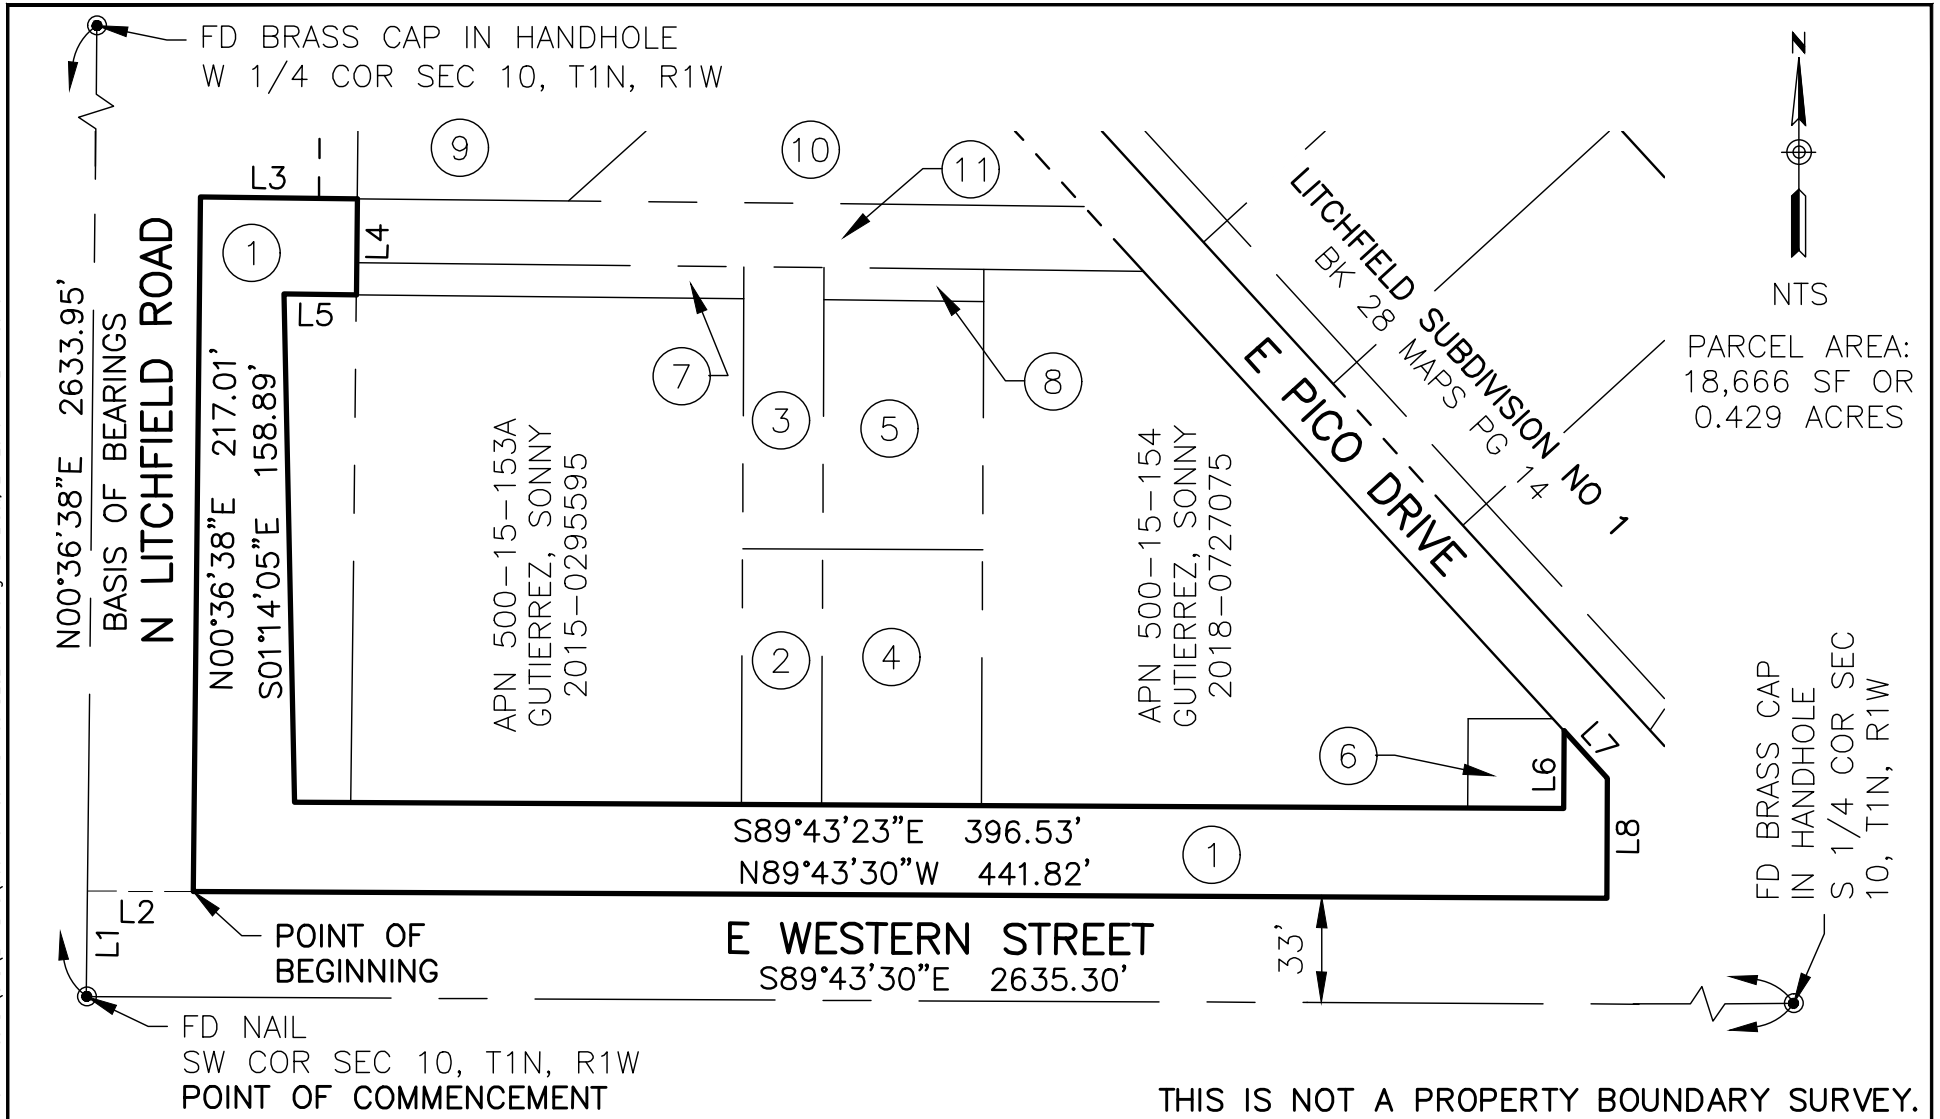 FD BRASS CAP IN HANDHOLE
W 1/4 COR SEC 10, T1N, R1W
N
NTS
PARCEL AREA:
18,666 SF OR
0.429 ACRES
9
10
11
L3
L4
L5
1
N00°36'38"E 2633.95'
BASIS OF BEARINGS
N LITCHFIELD ROAD
N00°36'38"E 217.01'
S01°14'05"E 158.89'
7
8
3
5
2
4
6
APN 500-15-153A
GUTIERREZ, SONNY
2015-0295595
APN 500-15-154
GUTIERREZ, SONNY
2018-0727075
LITCHFIELD SUBDIVISION NO 1
BK 28 MAPS PG 14
E PICO DRIVE
L6
L7
L8
S89°43'23"E 396.53'
N89°43'30"W 441.82'
1
FD BRASS CAP
IN HANDHOLE
S 1/4 COR SEC
10, T1N, R1W
L2
L1
POINT OF
BEGINNING
E WESTERN STREET
S89°43'30"E 2635.30'
33'
FD NAIL
SW COR SEC 10, T1N, R1W
POINT OF COMMENCEMENT
THIS IS NOT A PROPERTY BOUNDARY SURVEY.